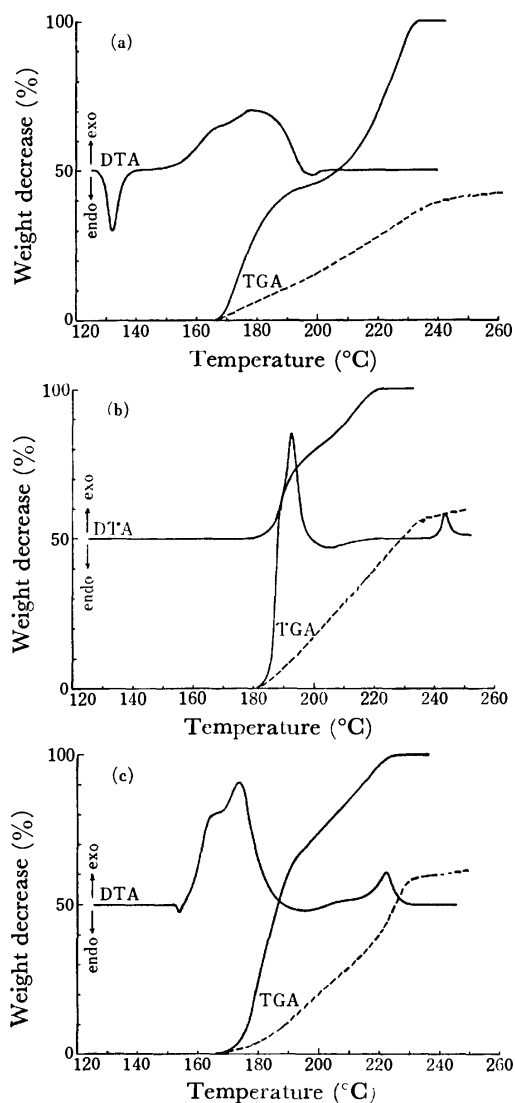 100
(a)
Weight decrease (%)
exo
DTA
50
endo
TGA
0
120 140 160 180 200 220 240 260
Temperature (°C)
100
(b)
Weight decrease (%)
exo
DTA
50
endo
TGA
0
120 140 160 180 200 220 240 260
Temperature (°C)
100
(c)
Weight decrease (%)
exo
DTA
50
endo
TGA
0
120 140 160 180 200 220 240 260
Temperature (°C)